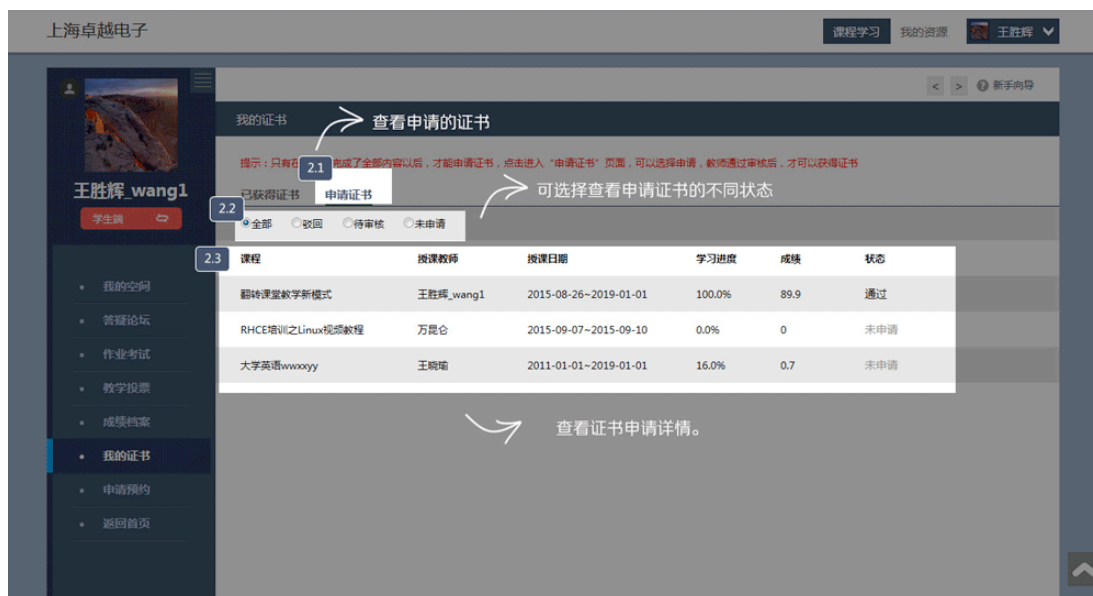 上海卓越电子
课程学习 我的资源 王胜辉
< > ? 新手向导
我的证书
查看申请的证书
提示：只有在 完成了全部内容以后，才能申请证书，点击进入“申请证书”页面，可以选择申请，教师通过审核后，才可以获得证书
2.1
已获得证书 申请证书
可选择查看申请证书的不同状态
王胜辉_wang1
学生端
2.2
全部 驳回 待审核 未申请
2.3
课程 授课教师 授课日期 学习进度 成绩 状态
翻转课堂教学新模式 王胜辉_wang1 2015-08-26~2019-01-01 100.0% 89.9 通过
RHCE培训之Linux视频教程 万昆仑 2015-09-07~2015-09-10 0.0% 0 未申请
大学英语wwxxyy 王晓瑜 2011-01-01~2019-01-01 16.0% 0.7 未申请
查看证书申请详情。
我的空间
答疑论坛
作业考试
教学投票
成绩档案
我的证书
申请预约
返回首页